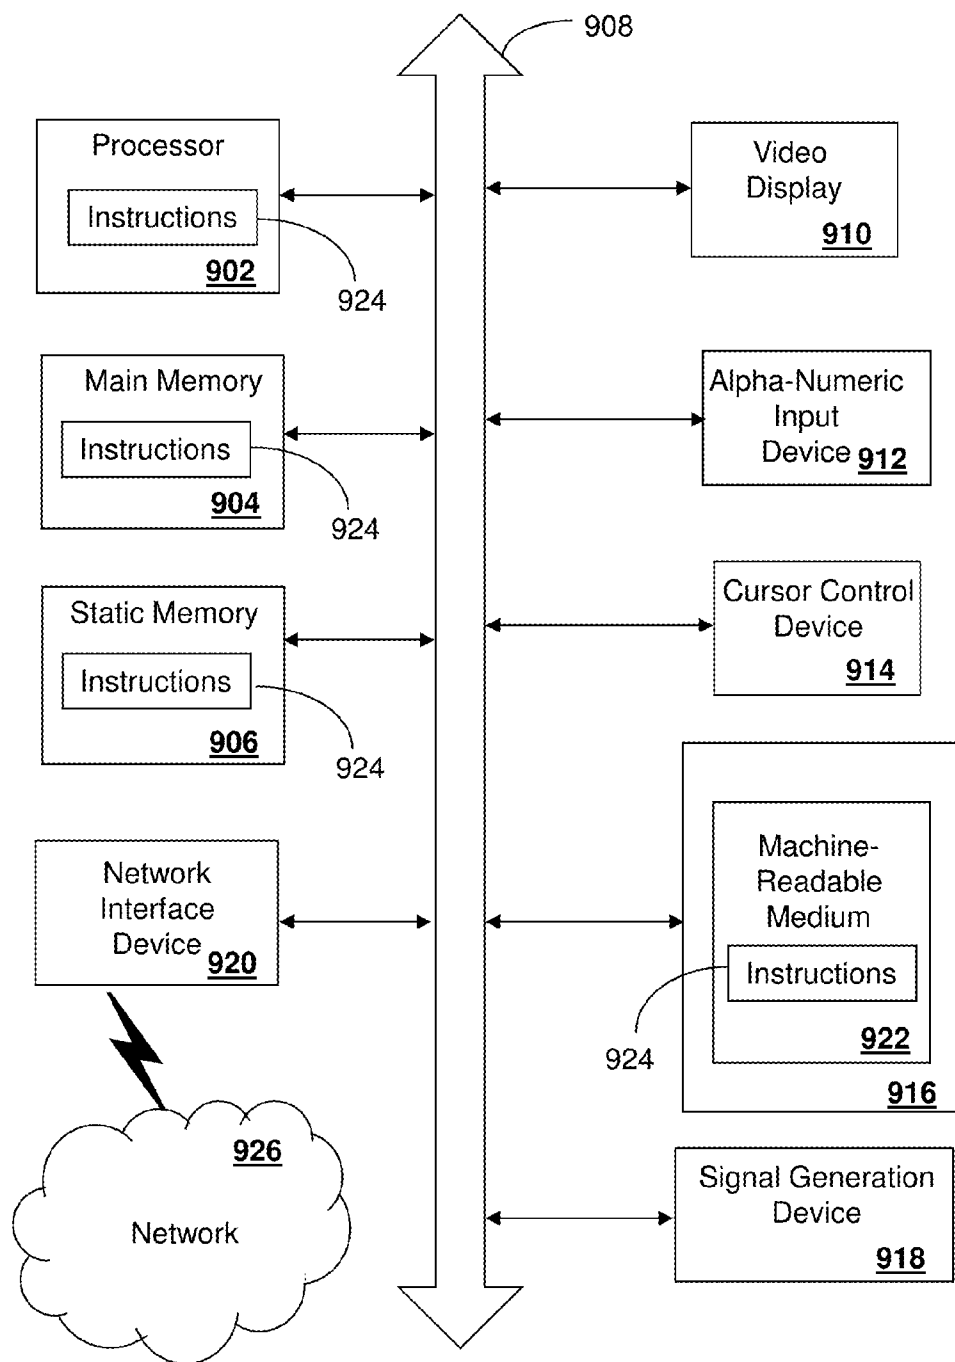 908
Processor
Instructions
902
924
Main Memory
Instructions
904
924
Static Memory
Instructions
906
924
Network
Interface
Device
920
926
Network
Video
Display
910
Alpha-Numeric
Input
Device
912
Cursor Control
Device
914
Machine-
Readable
Medium
Instructions
924
922
916
Signal Generation
Device
918